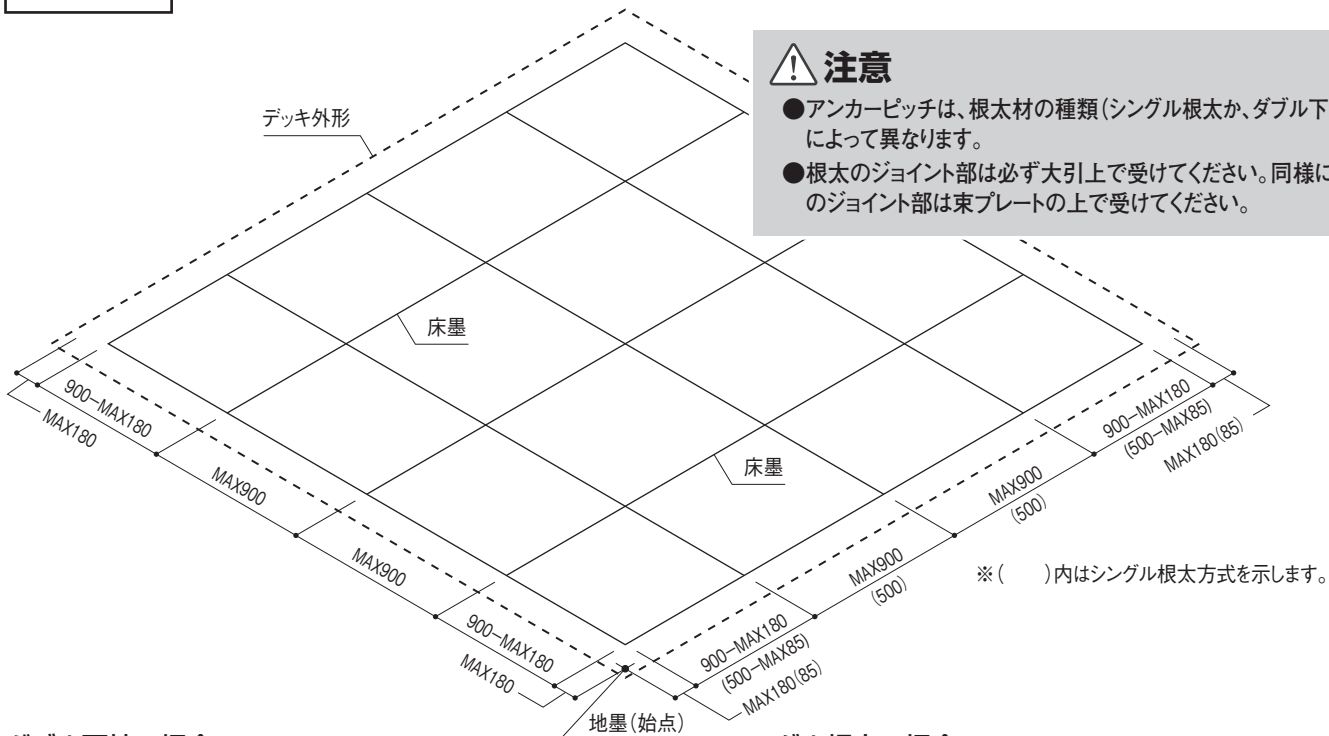 注意
●アンカーピッチは、根太材の種類(シングル根太か、ダブル下
によって異なります。
●根太のジョイント部は必ず大引上で受けてください。同様に
のジョイント部は束プレートの上で受けてください。
デッキ外形
床墨
床墨
900−MAX180
MAX180
MAX900
MAX900
900−MAX180
MAX180
900−MAX180
(500−MAX85)
MAX180(85)
MAX900
(500)
MAX900
(500)
900−MAX180
(500−MAX85)
MAX180(85)
※(　　)内はシングル根太方式を示します。
地墨(始点)